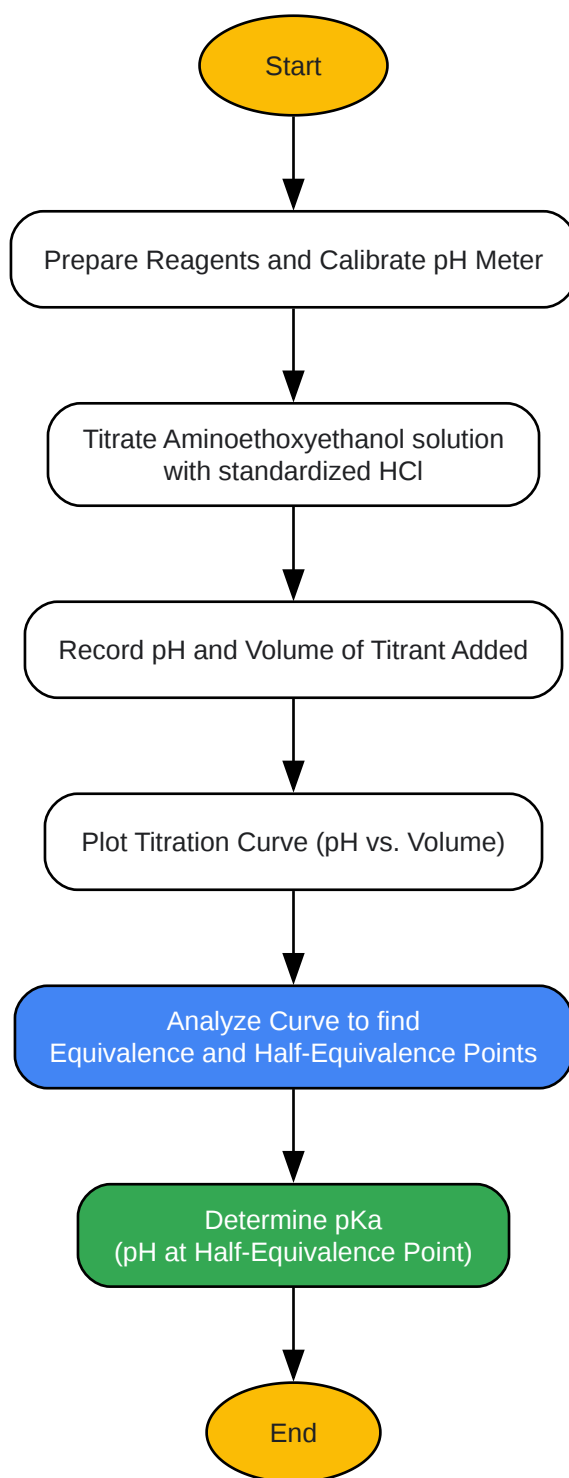 Start
Prepare Reagents and Calibrate pH Meter
Titrate Aminoethoxyethanol solution
with standardized HCl
Record pH and Volume of Titrant Added
Plot Titration Curve (pH vs. Volume)
Analyze Curve to find
Equivalence and Half-Equivalence Points
Determine pKa
(pH at Half-Equivalence Point)
End